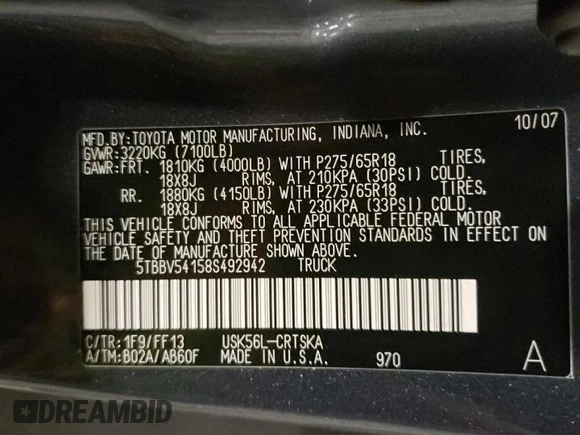 MFD.BY:TOYOTA MOTOR MANUFACTURING, INDIANA, INC. 10/07
GVWR:3220KG (7100LB)
GAWR:FRT. 1810KG (4000LB) WITH P275/65R18 TIRES,
18X8J RIMS, AT 210KPA (30PSI) COLD.
RR. 1880KG (4150LB) WITH P275/65R18 TIRES,
18X8J RIMS, AT 230KPA (33PSI) COLD.
THIS VEHICLE CONFORMS TO ALL APPLICABLE FEDERAL MOTOR
VEHICLE SAFETY AND THEFT PREVENTION STANDARDS IN EFFECT ON
THE DATE OF MANUFACTURE SHOWN ABOVE.
5TBBV54158S492942 TRUCK
C/TR:1F9/FF13 USK56L-CRTSKA
A/TM:B02A/AB60F MADE IN U.S.A. 970 A
DREAMBID